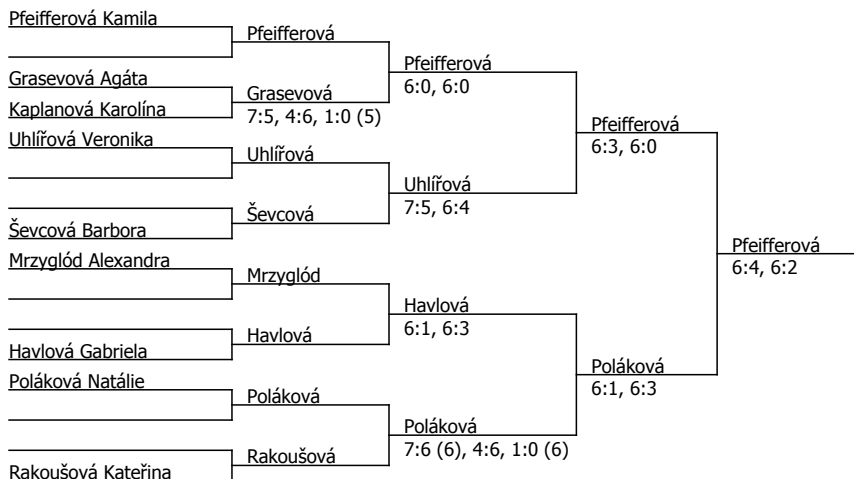 Pfeifferová Kamila
Grasevová Agáta
Kaplanová Karolína
Uhlířová Veronika
Ševcová Barbora
Mrzyglód Alexandra
Havlová Gabriela
Poláková Natálie
Rakoušová Kateřina
Pfeifferová
Grasevová
7:5, 4:6, 1:0 (5)
Uhlířová
Ševcová
Mrzyglód
Havlová
Poláková
Rakoušová
Pfeifferová
6:0, 6:0
Uhlířová
7:5, 6:4
Havlová
6:1, 6:3
Poláková
7:6 (6), 4:6, 1:0 (6)
Pfeifferová
6:3, 6:0
Poláková
6:1, 6:3
Pfeifferová
6:4, 6:2